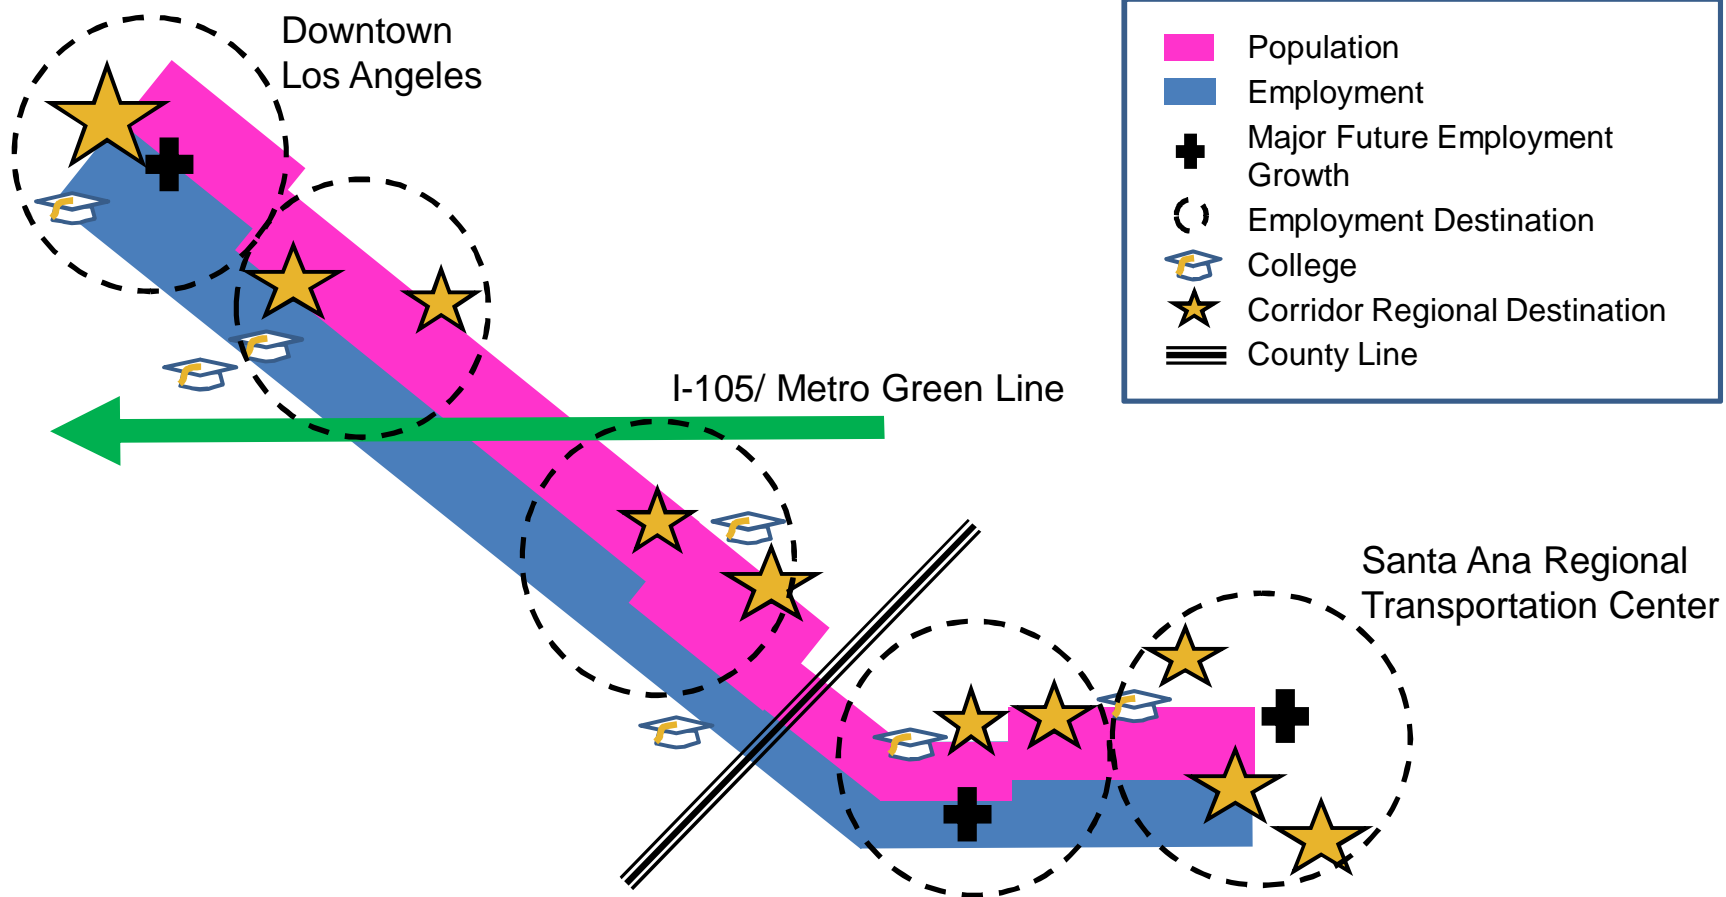 Downtown
Los Angeles
Population
Employment
Major Future Employment
Growth
Employment Destination
College
Corridor Regional Destination
County Line
I-105/ Metro Green Line
Santa Ana Regional
Transportation Center